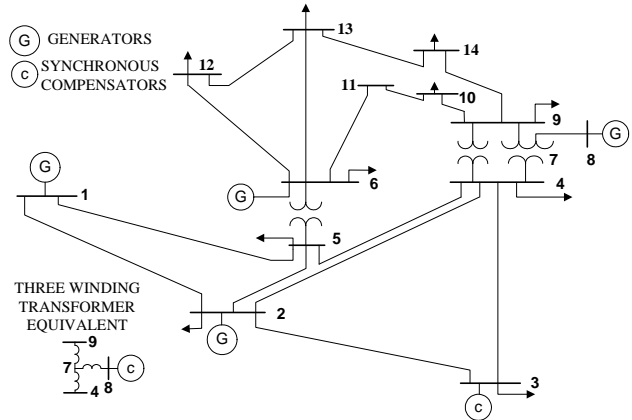 G GENERATORS
C SYNCHRONOUS
COMPENSATORS
13
12
14
11
10
9
G
7
8
G
G
6
4
1
5
THREE WINDING
TRANSFORMER
EQUIVALENT
2
G
9
7
C
8
4
3
C